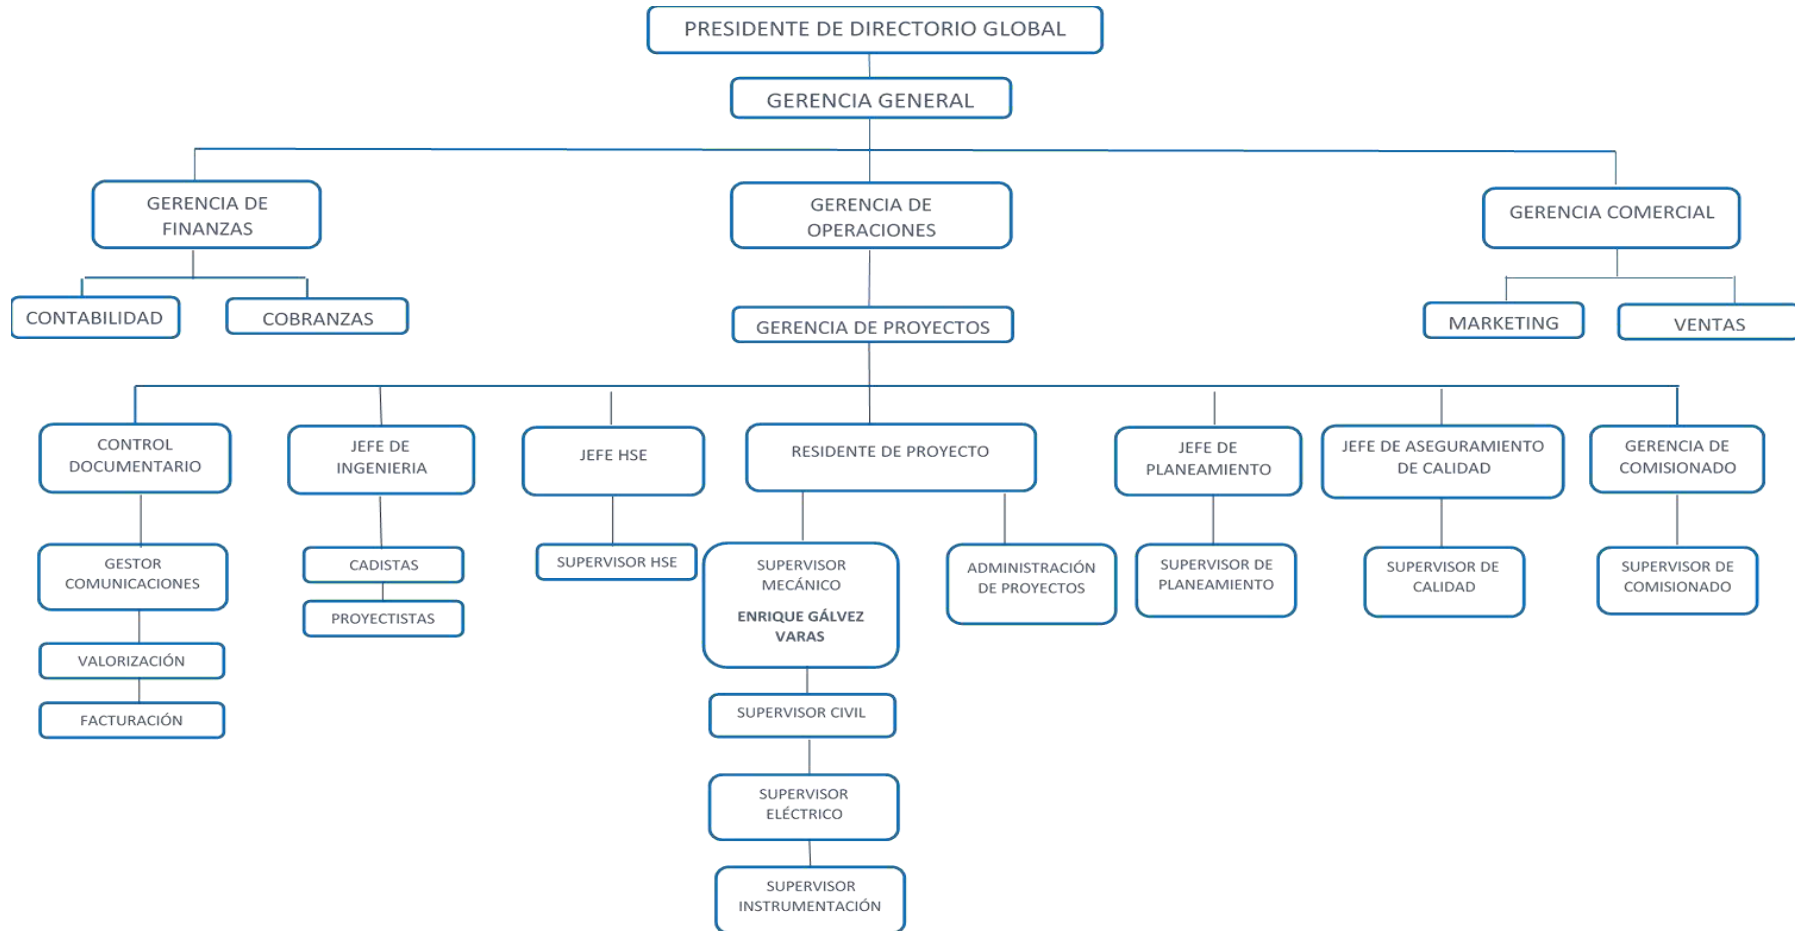 PRESIDENTE DE DIRECTORIO GLOBAL
GERENCIA GENERAL
GERENCIA DE
FINANZAS
GERENCIA DE
OPERACIONES
GERENCIA COMERCIAL
CONTABILIDAD
COBRANZAS
GERENCIA DE PROYECTOS
MARKETING
VENTAS
CONTROL
DOCUMENTARIO
JEFE DE
INGENIERIA
JEFE HSE
RESIDENTE DE PROYECTO
JEFE DE
PLANEAMIENTO
JEFE DE ASEGURAMIENTO
DE CALIDAD
GERENCIA DE
COMISIONADO
GESTOR
COMUNICACIONES
CADISTAS
SUPERVISOR HSE
SUPERVISOR
MECÁNICO
ENRIQUE GÁLVEZ
VARAS
ADMINISTRACIÓN
DE PROYECTOS
SUPERVISOR DE
PLANEAMIENTO
SUPERVISOR DE
CALIDAD
SUPERVISOR DE
COMISIONADO
PROYECTISTAS
VALORIZACIÓN
FACTURACIÓN
SUPERVISOR CIVIL
SUPERVISOR
ELÉCTRICO
SUPERVISOR
INSTRUMENTACIÓN